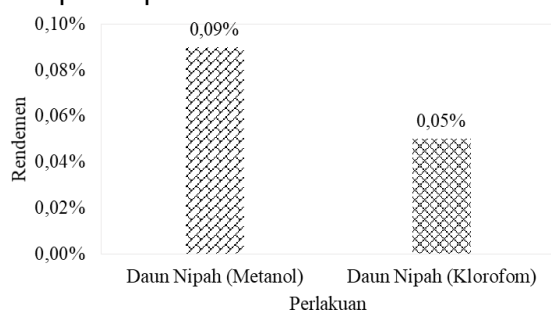 0,10%
0,09%
0,08%
0,06%
0,05%
0,04%
0,02%
0,00%
Rendemen
Daun Nipah (Metanol) Daun Nipah (Klorofom)
Perlakuan